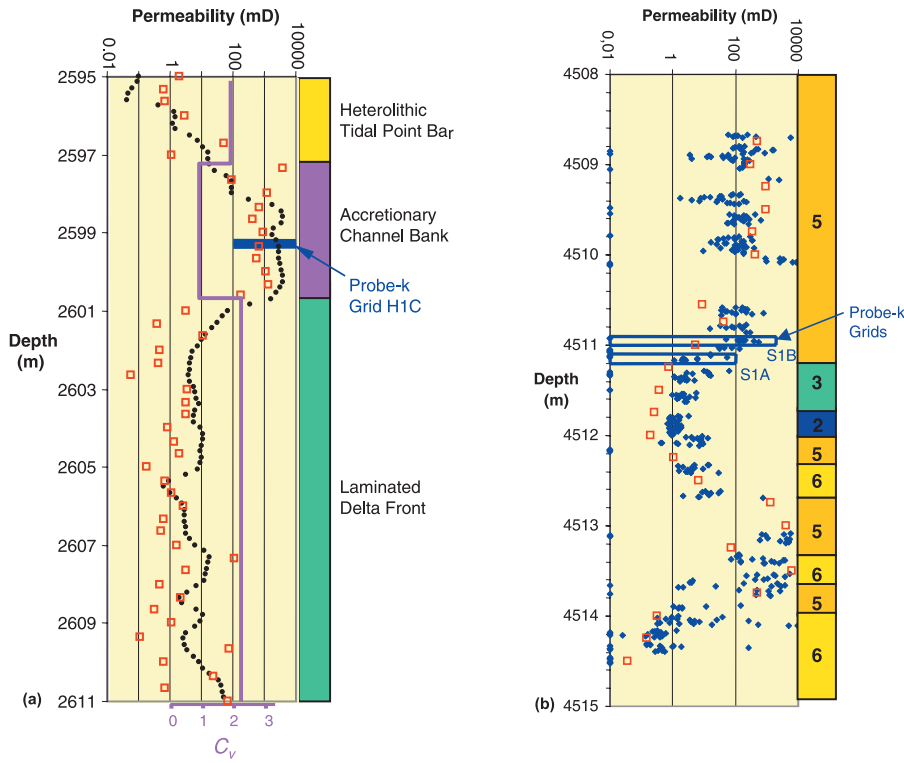 Permeability (mD)
0.01
1
100
10000
2595
2597
2599
2601
2603
2605
2607
2609
2611
Depth
(m)
Heterolithic
Tidal Point Bar
Accretionary
Channel Bank
Probe-k
Grid H1C
Laminated
Delta Front
(a)
0
1
2
3
Cv
Permeability (mD)
0,01
1
100
10000
4508
4509
4510
4511
4512
4513
4514
4515
Depth
(m)
5
3
2
5
6
5
6
5
6
Probe-k
Grids
S1B
S1A
(b)